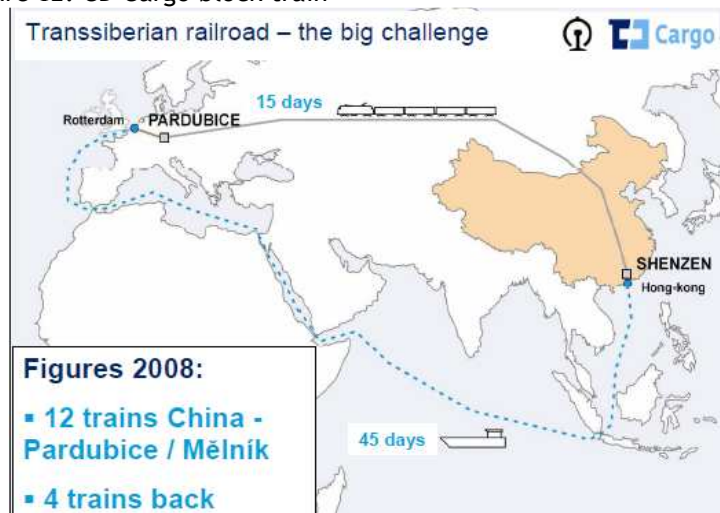 Transsiberian railroad – the big challenge
Cargo
15 days
Rotterdam
PARDUBICE
SHENZEN
Hong-kong
Figures 2008:
▪ 12 trains China -
Pardubice / Mělník
▪ 4 trains back
45 days